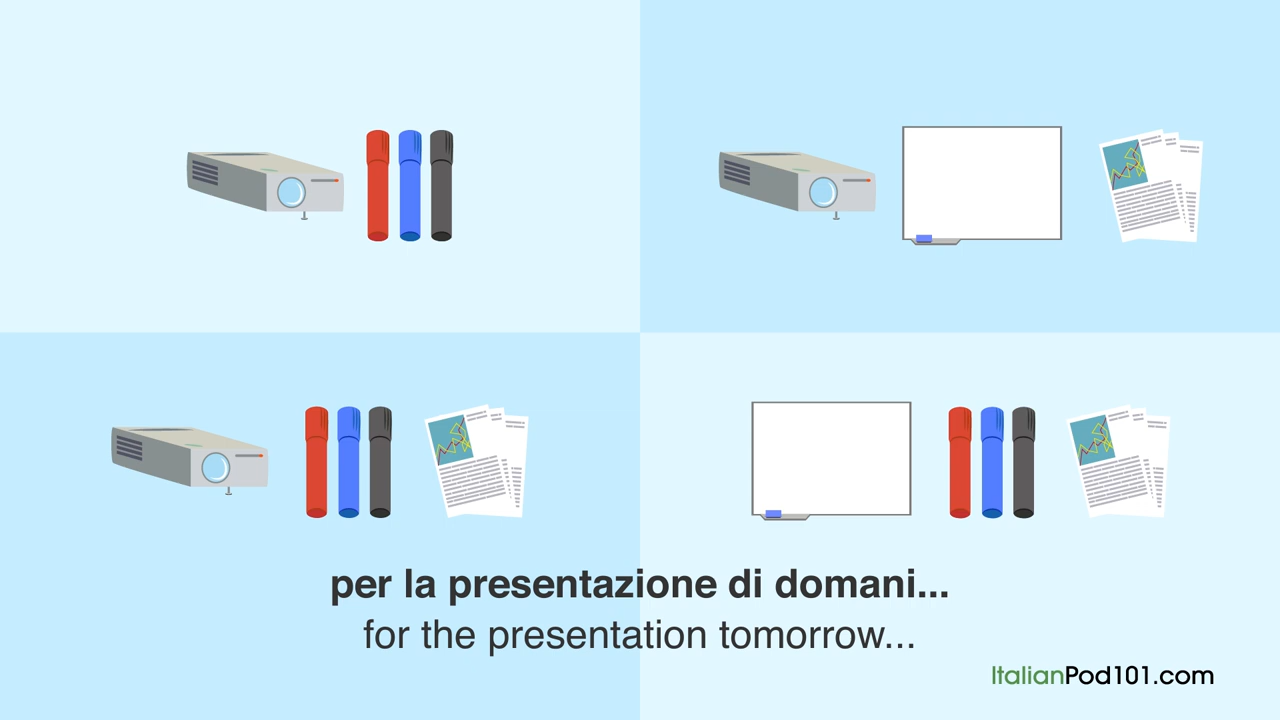 per la presentazione di domani...
for the presentation tomorrow...
ItalianPod101.com